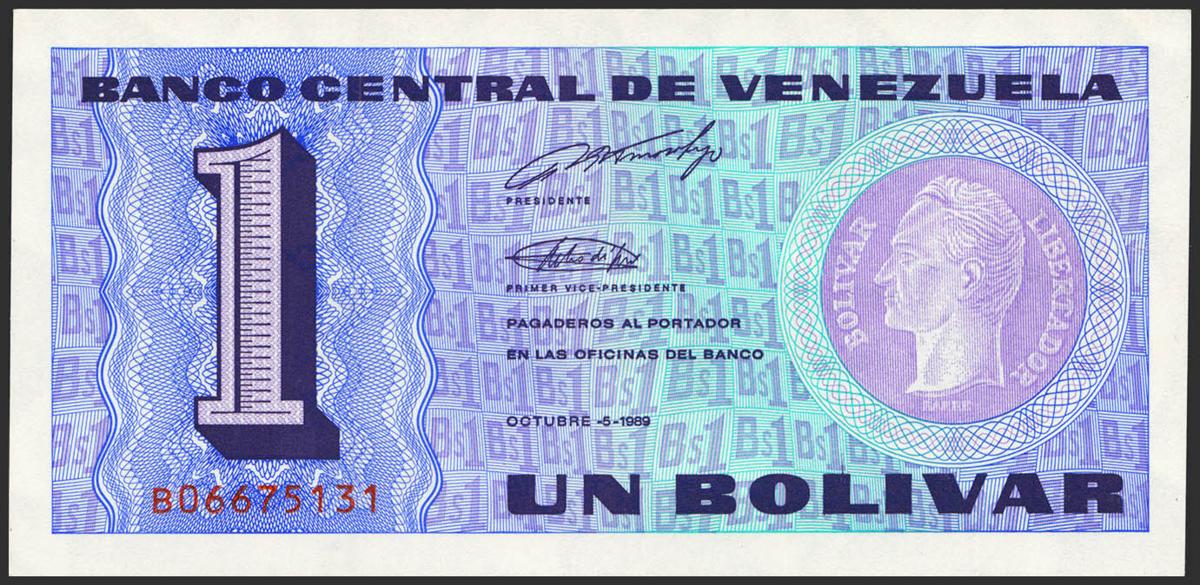 BANCO CENTRAL DE VENEZUELA
PRESIDENTE
PRIMER VICE-PRESIDENTE
PAGADEROS AL PORTADOR
EN LAS OFICINAS DEL BANCO
OCTUBRE -5-1989
BOLIVAR
LIBERTADOR
B06675131
UN BOLIVAR
1
Bs1